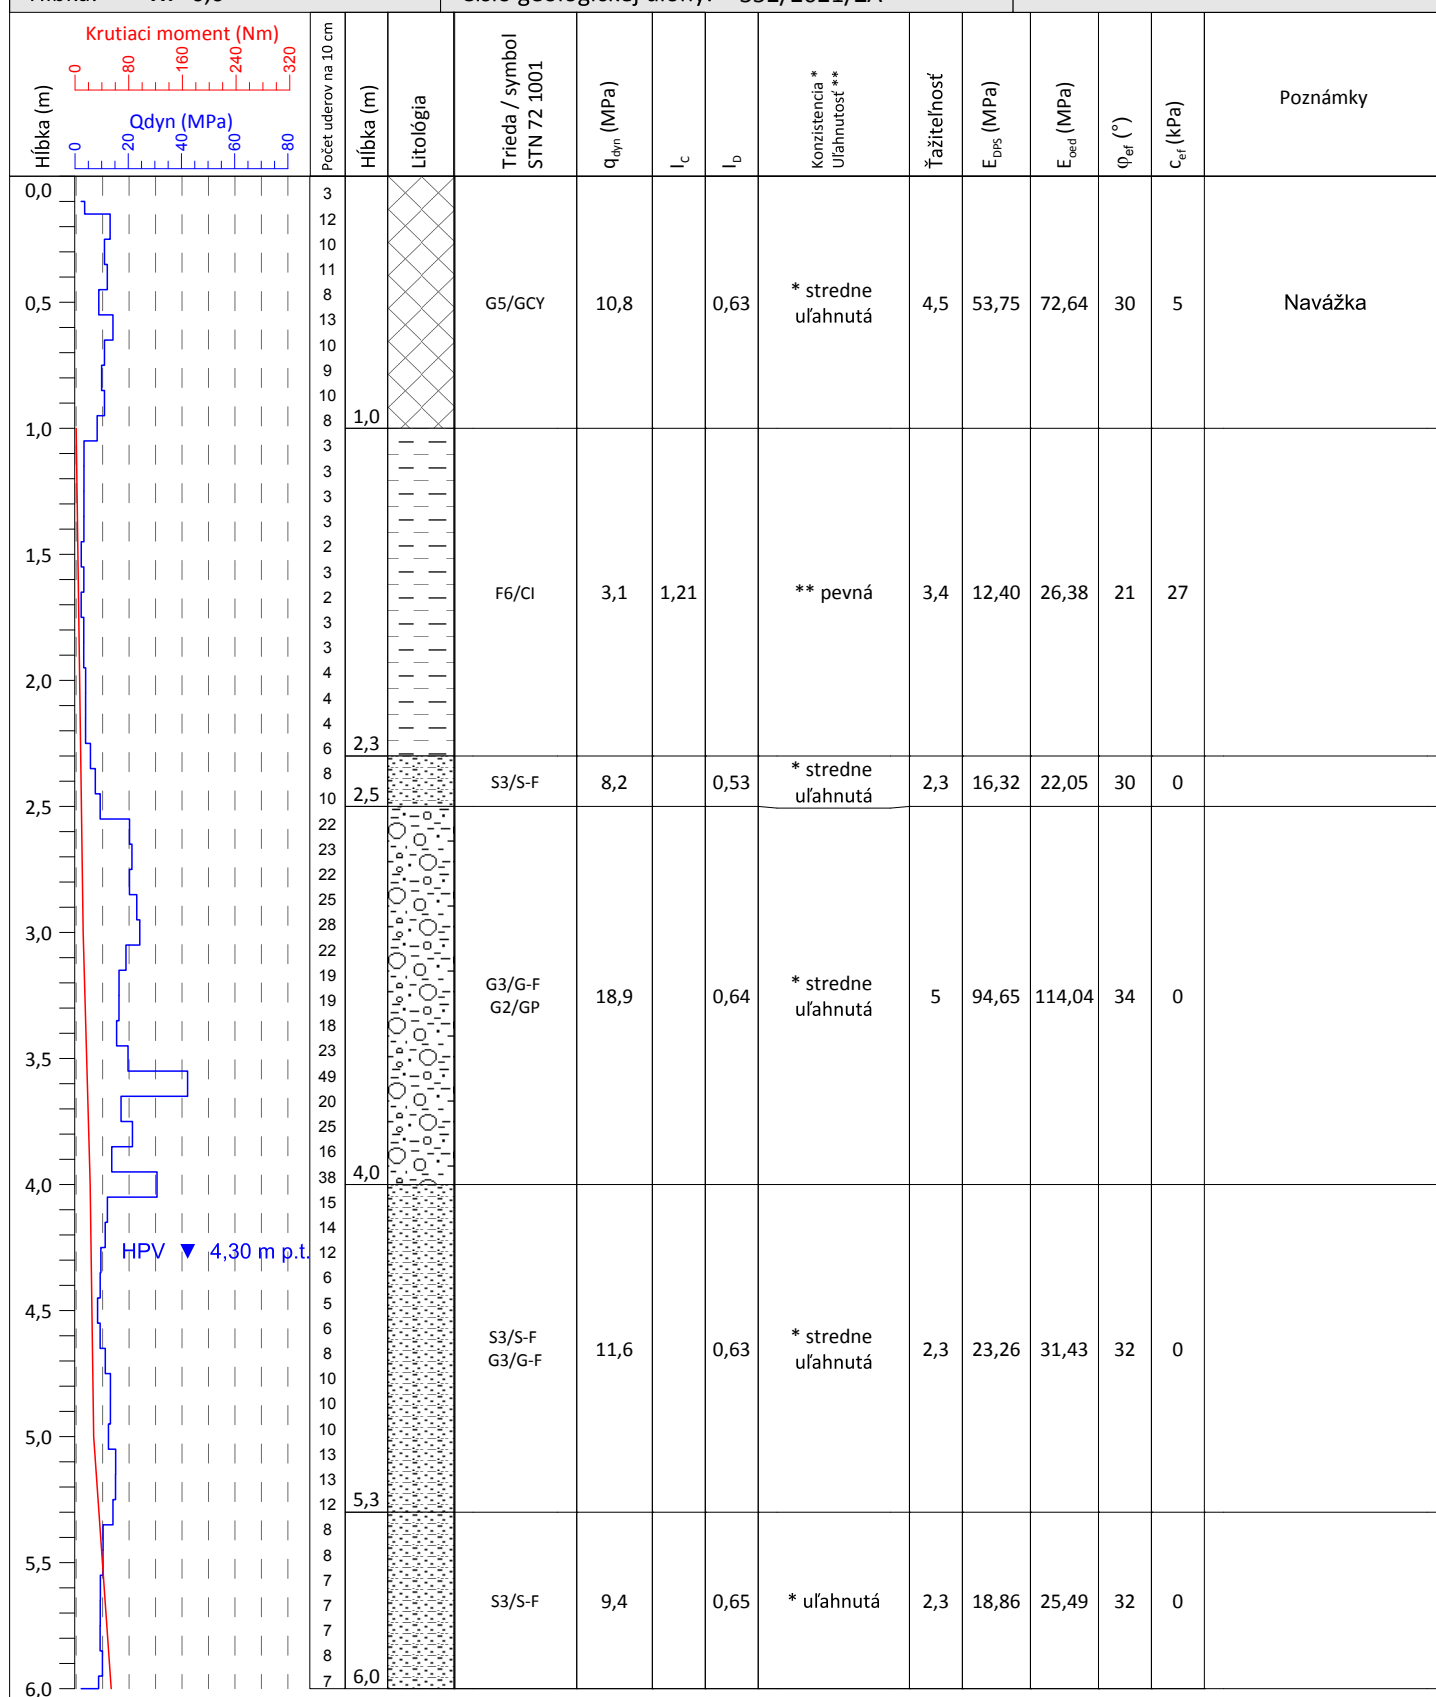 Krutiaci moment (Nm)
0 80 160 240 320
Qdyn (MPa)
0 20 40 60 80
Hĺbka (m)
Počet uderov na 10 cm
Hĺbka (m)
Litológia
Trieda / symbol
STN 72 1001
q_dyn (MPa)
I_C
I_D
Konzistencia *
Uľahnutosť **
Ťažiteľnosť
E_DPS (MPa)
E_oed (MPa)
φ_ef (°)
c_ef (kPa)
Poznámky
0,0
0,5
1,0
1,5
2,0
2,5
3,0
3,5
4,0
4,5
5,0
5,5
6,0
HPV ▼ 4,30 m p.t.
3
12
10
11
8
13
10
9
10
8
3
3
3
3
2
3
2
3
3
4
4
4
6
8
10
22
23
22
25
28
22
19
19
18
23
49
20
25
16
38
15
14
12
6
5
6
8
10
10
10
13
13
12
8
8
7
7
7
8
7
1,0
G5/GCY 10,8 0,63 * stredne uľahnutá 4,5 53,75 72,64 30 5 Navážka
2,3
F6/CI 3,1 1,21 ** pevná 3,4 12,40 26,38 21 27
2,5
S3/S-F 8,2 0,53 * stredne uľahnutá 2,3 16,32 22,05 30 0
4,0
G3/G-F
G2/GP
18,9 0,64 * stredne uľahnutá 5 94,65 114,04 34 0
5,3
S3/S-F
G3/G-F
11,6 0,63 * stredne uľahnutá 2,3 23,26 31,43 32 0
6,0
S3/S-F 9,4 0,65 * uľahnutá 2,3 18,86 25,49 32 0